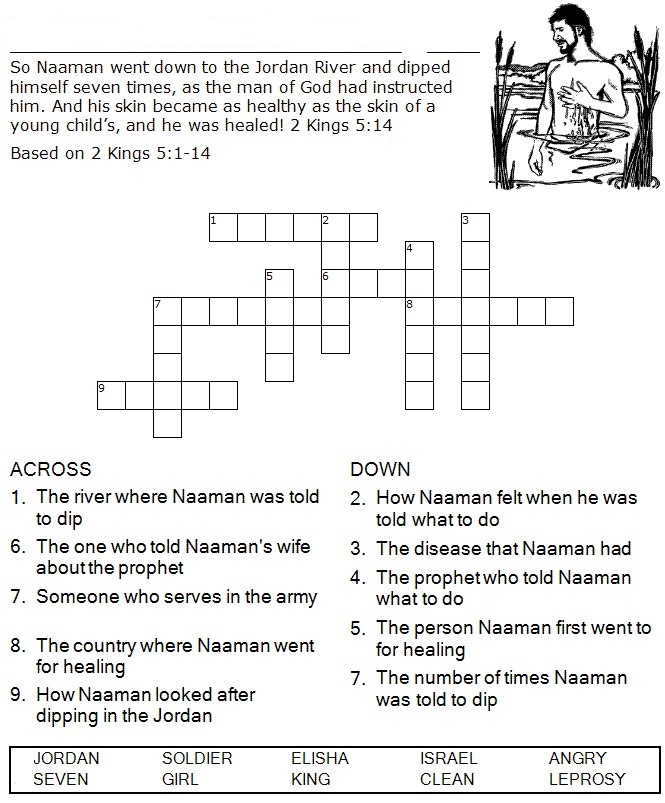 So Naaman went down to the Jordan River and dipped
himself seven times, as the man of God had instructed
him. And his skin became as healthy as the skin of a
young child’s, and he was healed! 2 Kings 5:14
Based on 2 Kings 5:1-14
1 2 3
4
5 6
7 8
9
ACROSS
1. The river where Naaman was told
to dip
6. The one who told Naaman's wife
about the prophet
7. Someone who serves in the army
8. The country where Naaman went
for healing
9. How Naaman looked after
dipping in the Jordan
DOWN
2. How Naaman felt when he was
told what to do
3. The disease that Naaman had
4. The prophet who told Naaman
what to do
5. The person Naaman first went to
for healing
7. The number of times Naaman
was told to dip
JORDAN SOLDIER ELISHA ISRAEL ANGRY
SEVEN GIRL KING CLEAN LEPROSY